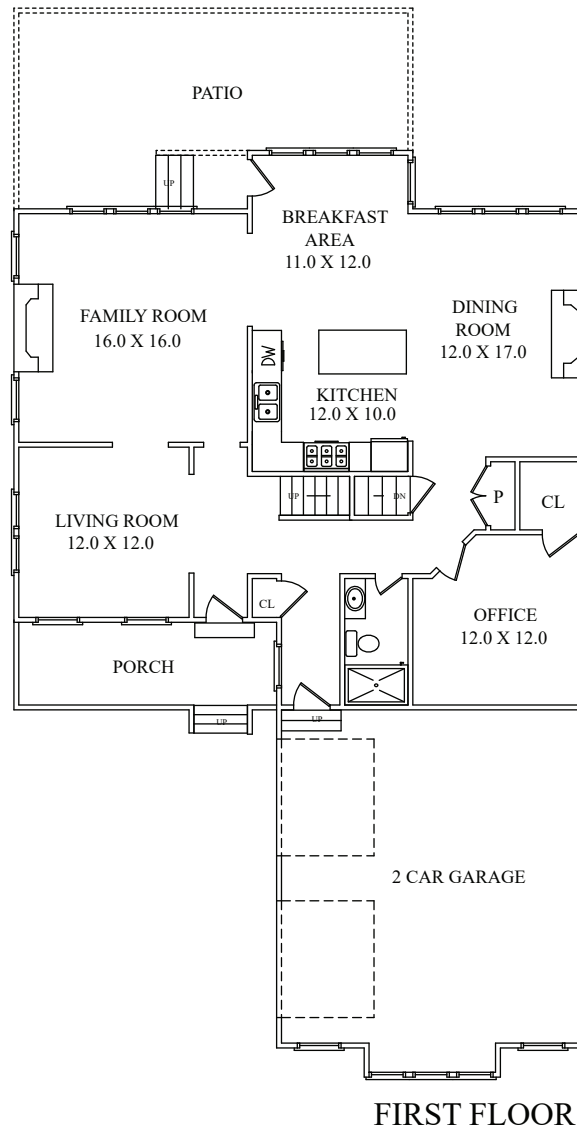 PATIO
UP
BREAKFAST
AREA
11.0 X 12.0
FAMILY ROOM
16.0 X 16.0
DINING
ROOM
12.0 X 17.0
DW
KITCHEN
12.0 X 10.0
UP
DN
P
CL
LIVING ROOM
12.0 X 12.0
CL
OFFICE
12.0 X 12.0
PORCH
UP
UP
2 CAR GARAGE
FIRST FLOOR